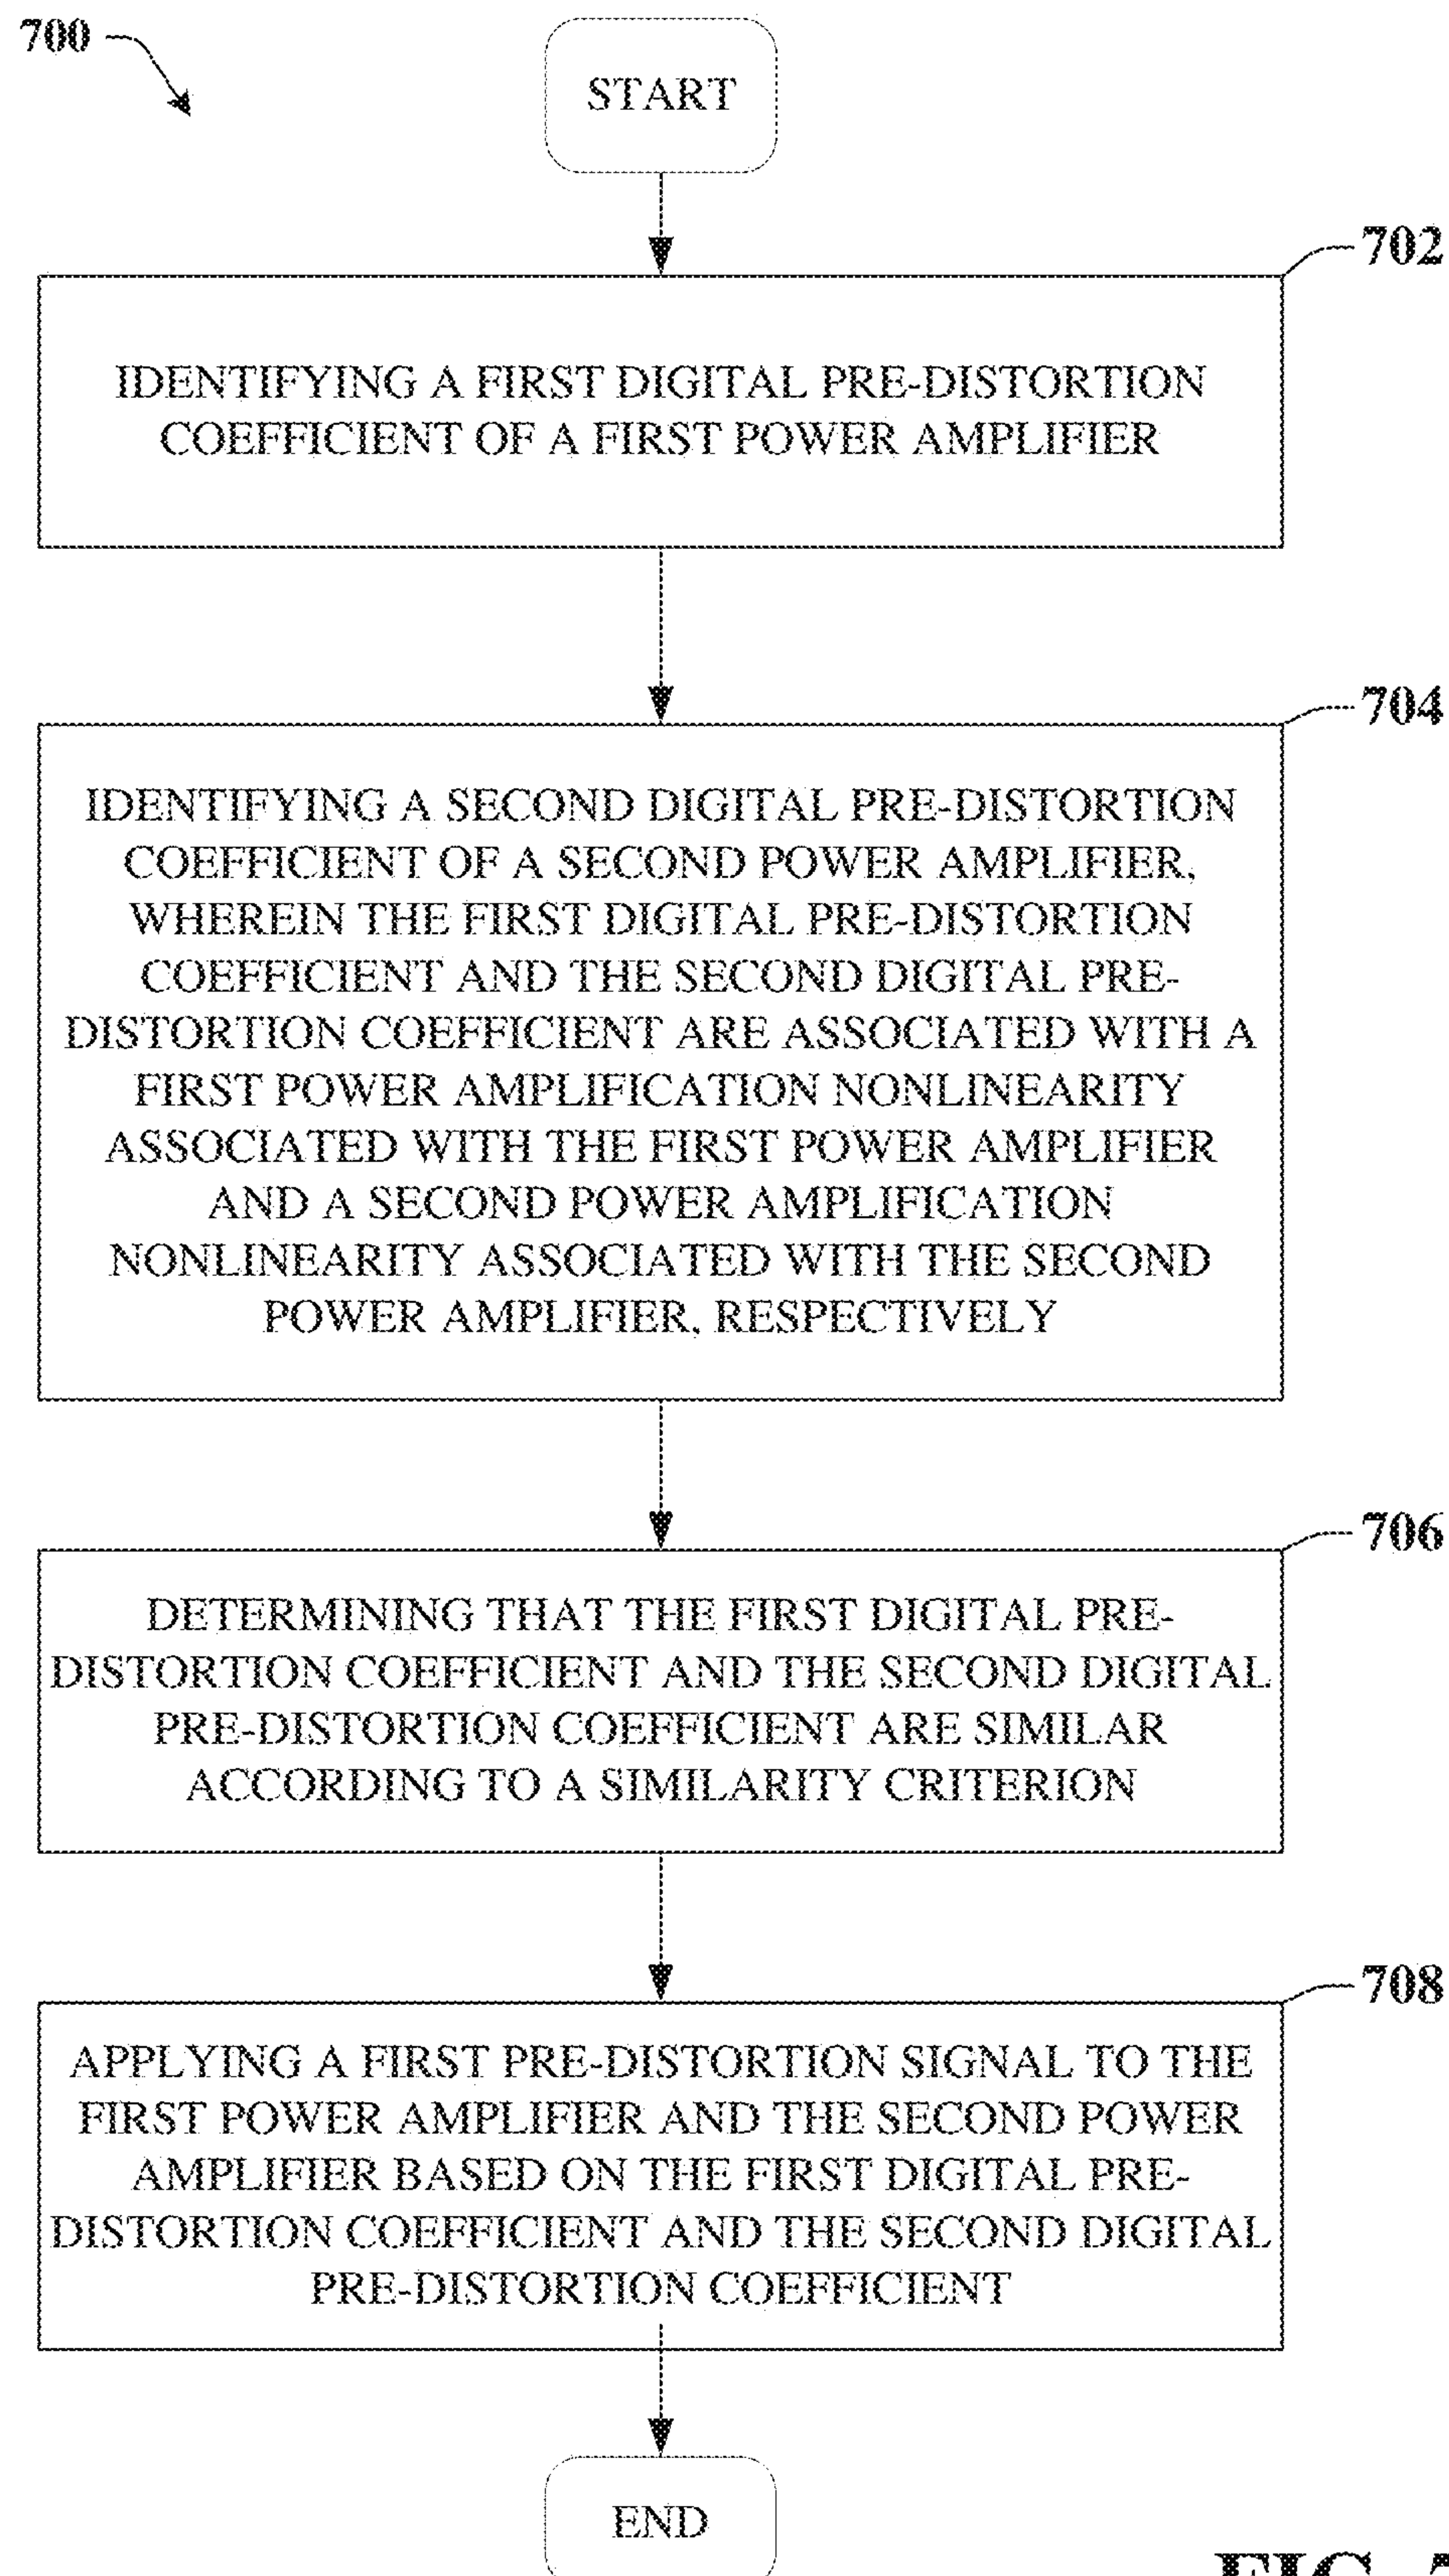 700
START
702
IDENTIFYING A FIRST DIGITAL PRE-DISTORTION
COEFFICIENT OF A FIRST POWER AMPLIFIER
704
IDENTIFYING A SECOND DIGITAL PRE-DISTORTION
COEFFICIENT OF A SECOND POWER AMPLIFIER,
WHEREIN THE FIRST DIGITAL PRE-DISTORTION
COEFFICIENT AND THE SECOND DIGITAL PRE-
DISTORTION COEFFICIENT ARE ASSOCIATED WITH A
FIRST POWER AMPLIFICATION NONLINEARITY
ASSOCIATED WITH THE FIRST POWER AMPLIFIER
AND A SECOND POWER AMPLIFICATION
NONLINEARITY ASSOCIATED WITH THE SECOND
POWER AMPLIFIER, RESPECTIVELY
706
DETERMINING THAT THE FIRST DIGITAL PRE-
DISTORTION COEFFICIENT AND THE SECOND DIGITAL
PRE-DISTORTION COEFFICIENT ARE SIMILAR
ACCORDING TO A SIMILARITY CRITERION
708
APPLYING A FIRST PRE-DISTORTION SIGNAL TO THE
FIRST POWER AMPLIFIER AND THE SECOND POWER
AMPLIFIER BASED ON THE FIRST DIGITAL PRE-
DISTORTION COEFFICIENT AND THE SECOND DIGITAL
PRE-DISTORTION COEFFICIENT
END